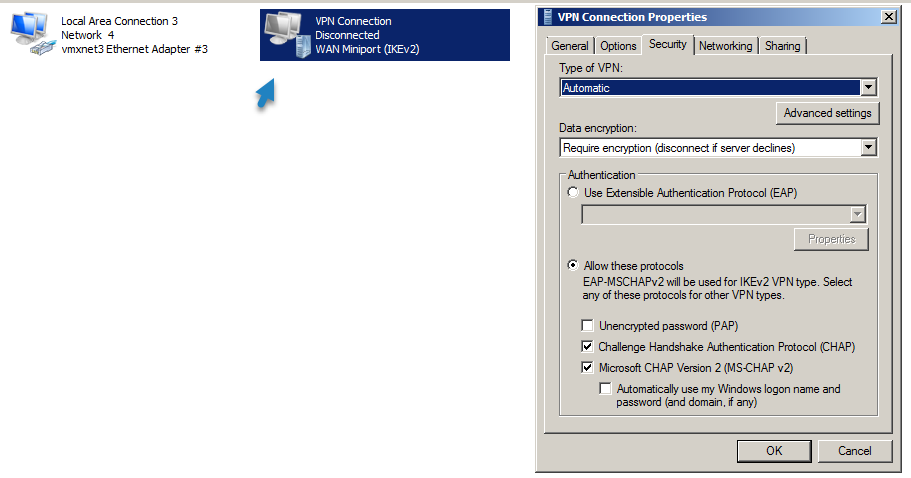 Local Area Connection 3
Network 4
vmxnet3 Ethernet Adapter #3
VPN Connection
Disconnected
WAN Miniport (IKEv2)
VPN Connection Properties
General
Options
Security
Networking
Sharing
Type of VPN:
Automatic
Advanced settings
Data encryption:
Require encryption (disconnect if server declines)
Authentication
Use Extensible Authentication Protocol (EAP)
Properties
Allow these protocols
EAP-MSCHAPv2 will be used for IKEv2 VPN type. Select
any of these protocols for other VPN types.
Unencrypted password (PAP)
Challenge Handshake Authentication Protocol (CHAP)
Microsoft CHAP Version 2 (MS-CHAP v2)
Automatically use my Windows logon name and
password (and domain, if any)
OK
Cancel